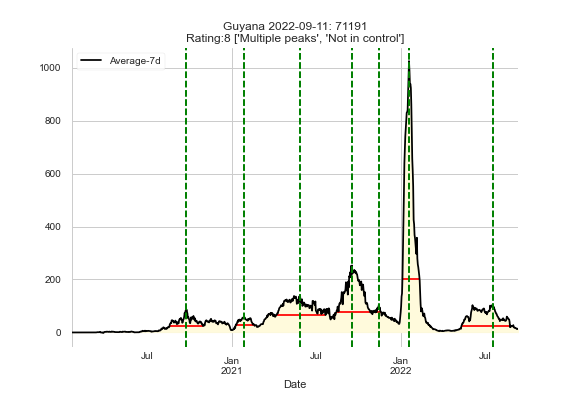 Guyana 2022-09-11: 71191
Rating:8 ['Multiple peaks', 'Not in control']
Average-7d
1000
800
600
400
200
0
Jul
Jan
2021
Jul
Jan
2022
Jul
Date